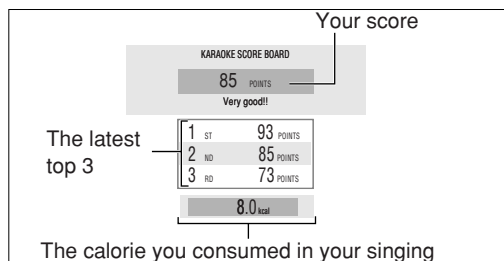 Your score
KARAOKE SCORE BOARD
85 POINTS
Very good!!
The latest
top 3
1 ST 93 POINTS
2 ND 85 POINTS
3 RD 73 POINTS
8.0 kcal
The calorie you consumed in your singing